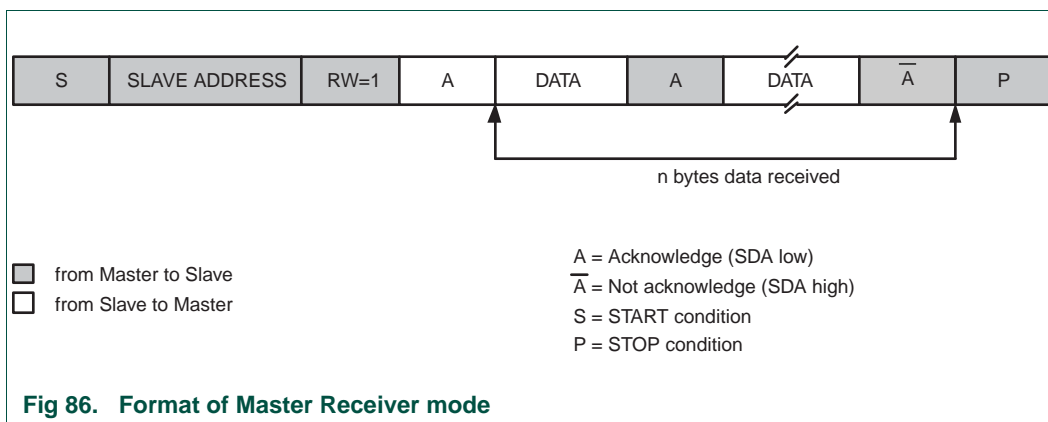 S SLAVE ADDRESS RW=1 A DATA A DATA A̅ P
n bytes data received
from Master to Slave
from Slave to Master
A = Acknowledge (SDA low)
A̅ = Not acknowledge (SDA high)
S = START condition
P = STOP condition
Fig 86. Format of Master Receiver mode